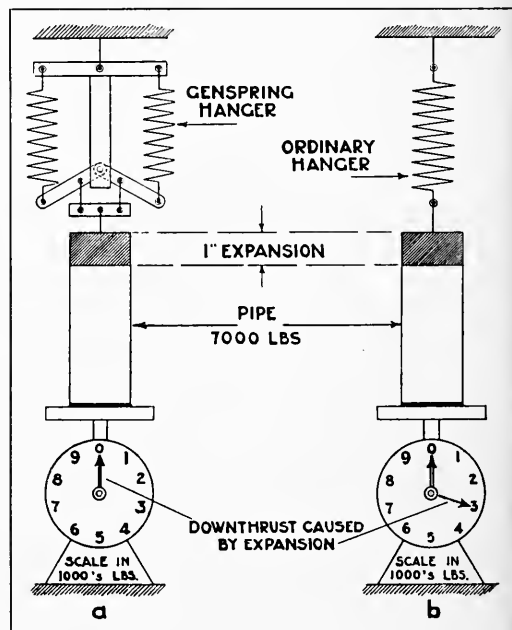 GENSPRING
HANGER
ORDINARY
HANGER
1" EXPANSION
PIPE
7000 LBS
0
1
2
3
4
5
6
7
8
9
SCALE IN
1000's LBS.
0
1
2
3
4
5
6
7
8
9
SCALE IN
1000's LBS.
DOWNTHRUST CAUSED
BY EXPANSION
a
b